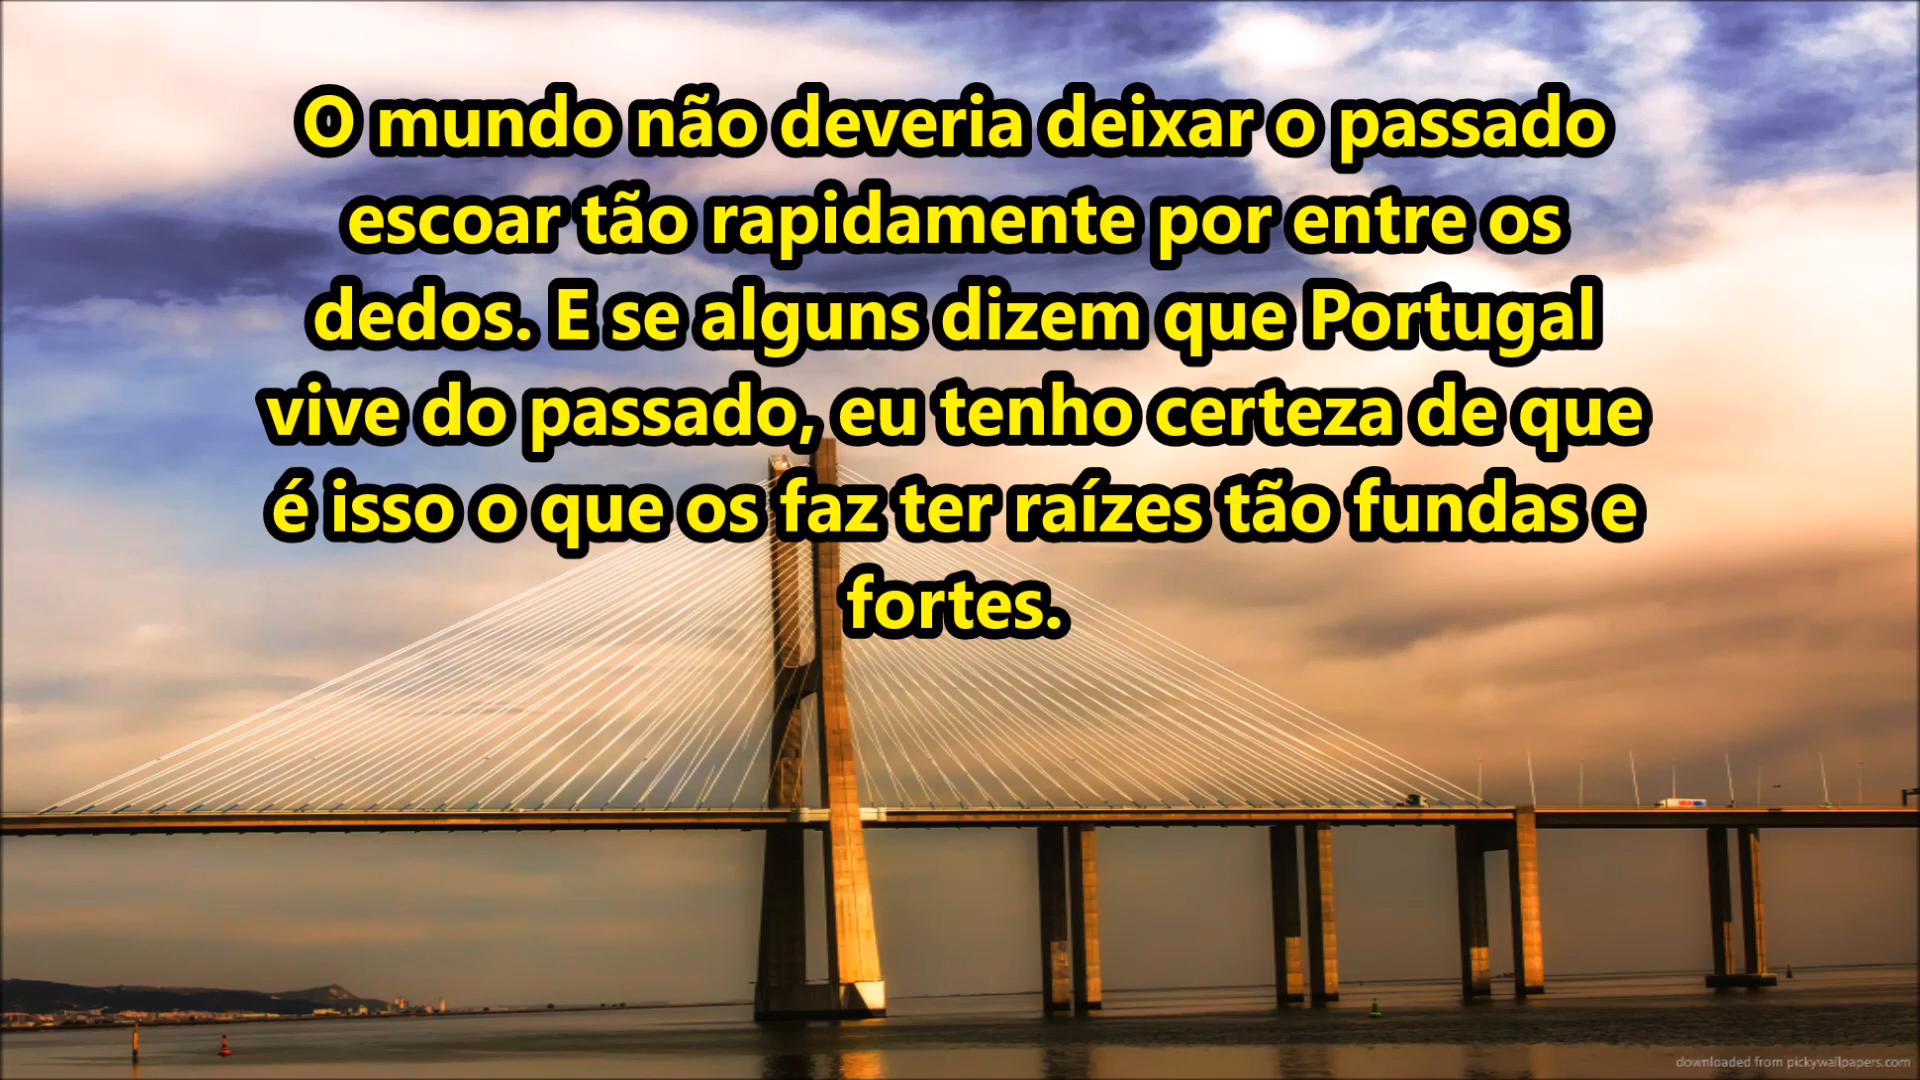 O mundo não deveria deixar o passado
escoar tão rapidamente por entre os
dedos. E se alguns dizem que Portugal
vive do passado, eu tenho certeza de que
é isso o que os faz ter raízes tão fundas e
fortes.
downloaded from pickywallpapers.com